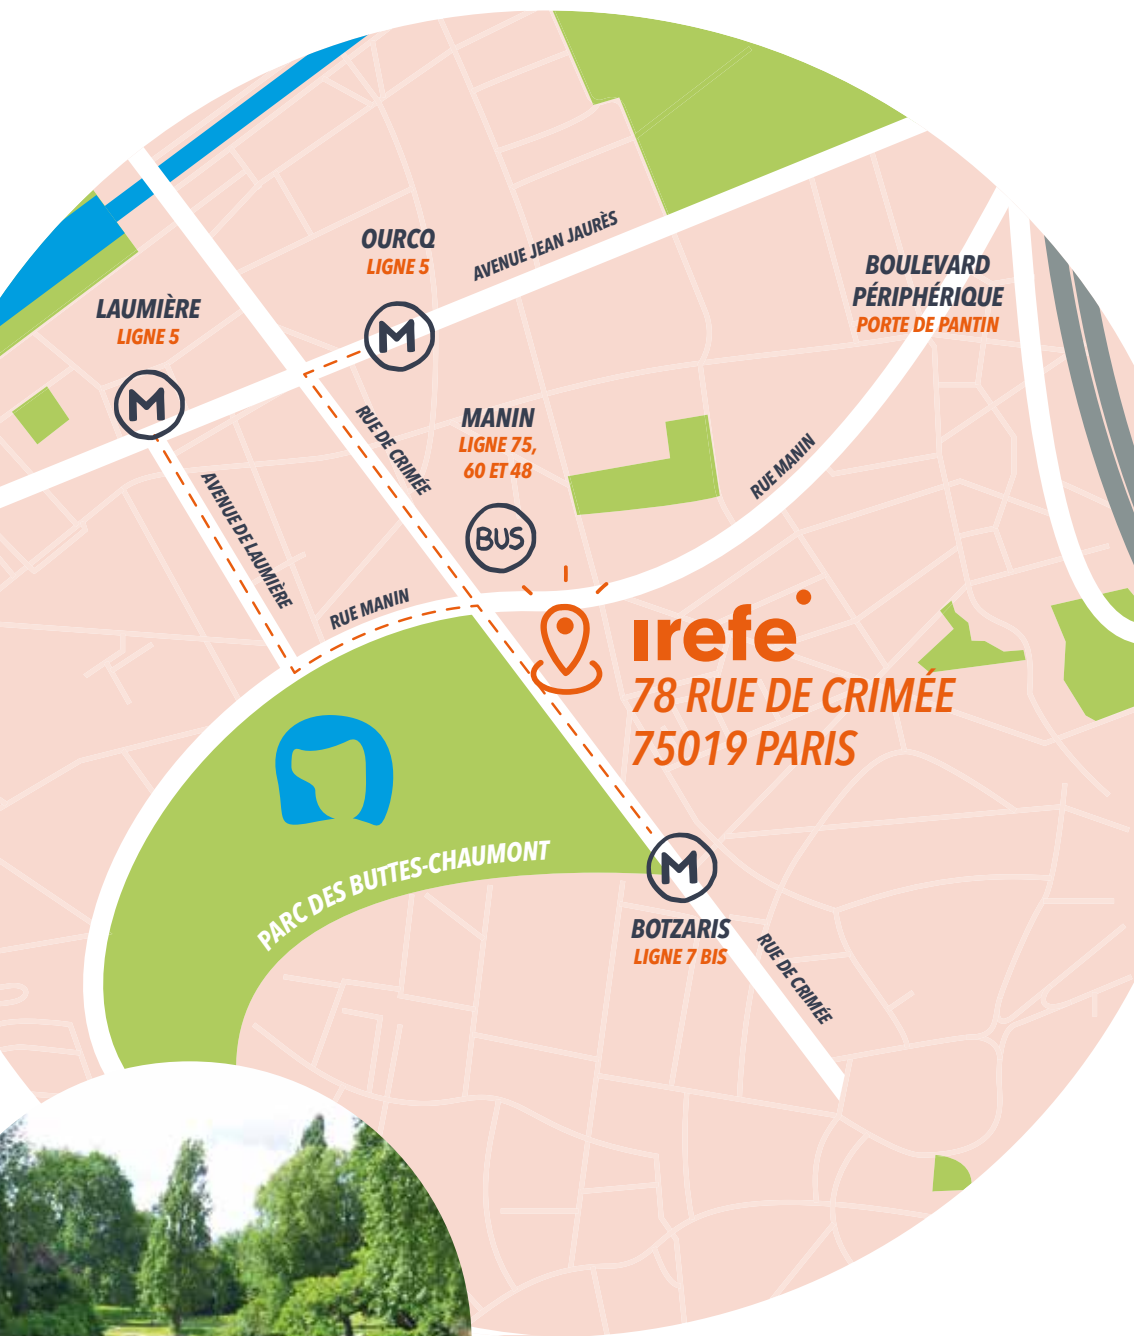 OURCQ
LIGNE 5
AVENUE JEAN JAURÈS
BOULEVARD
PÉRIPHÉRIQUE
PORTE DE PANTIN
LAUMIÈRE
LIGNE 5
M
M
RUE DE CRIMÉE
MANIN
LIGNE 75,
60 ET 48
BUS
RUE MANIN
AVENUE DE LAUMIÈRE
RUE MANIN
irefe
78 RUE DE CRIMÉE
75019 PARIS
PARC DES BUTTES-CHAUMONT
M
BOTZARIS
LIGNE 7 BIS
RUE DE CRIMÉE